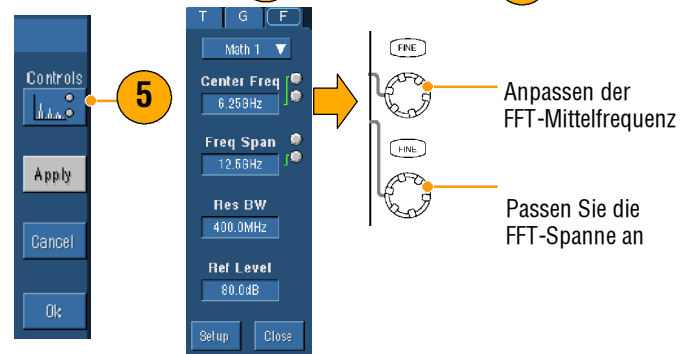 Controls
5
Apply
Cancel
Ok
T G F
Math 1
Center Freq
6.25GHz
Freq Span
12.5GHz
Res BW
400.0MHz
Ref Level
80.0dB
Setup Close
FINE
Anpassen der
FFT-Mittelfrequenz
FINE
Passen Sie die
FFT-Spanne an